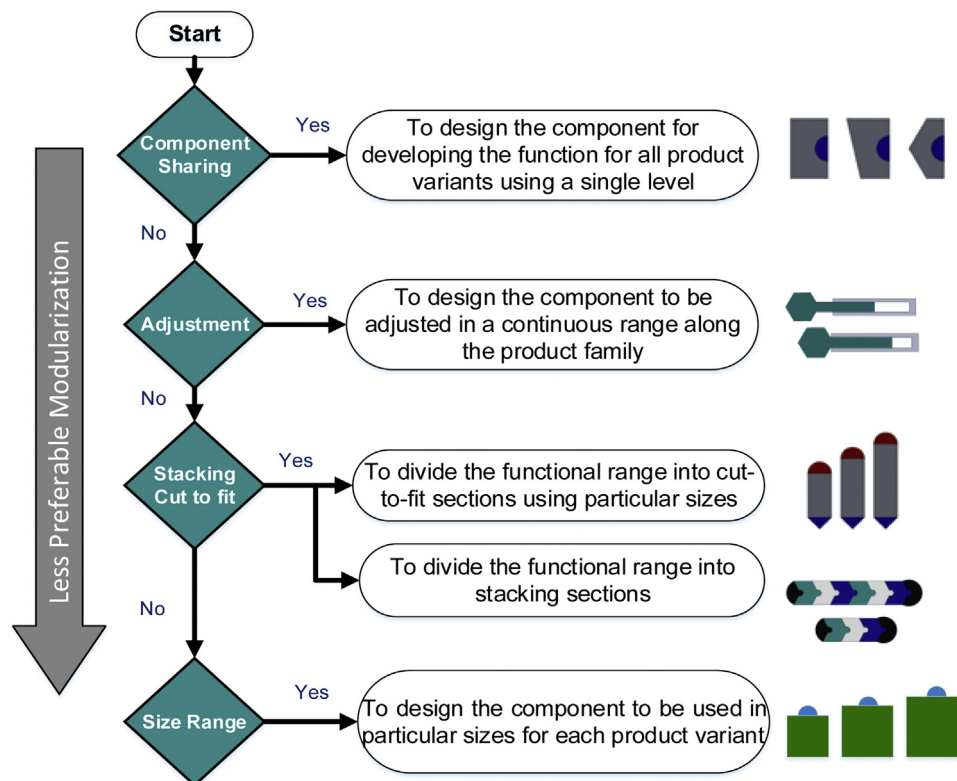 Start
Component
Sharing
Yes
To design the component for
developing the function for all product
variants using a single level
No
Adjustment
Yes
To design the component to be
adjusted in a continuous range along
the product family
No
Stacking
Cut to fit
Yes
To divide the functional range into cut-
to-fit sections using particular sizes
To divide the functional range into
stacking sections
No
Size Range
Yes
To design the component to be used in
particular sizes for each product variant
Less Preferable Modularization